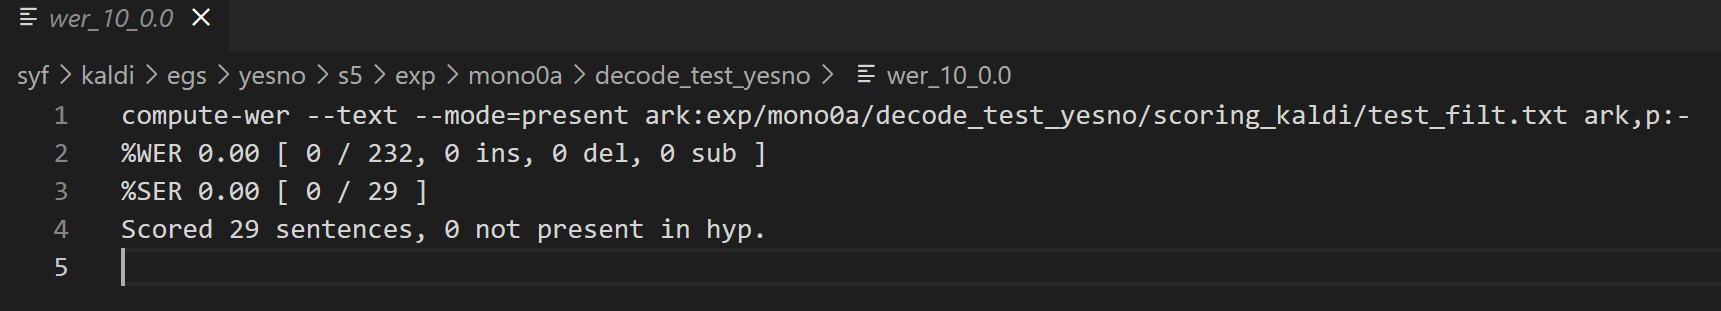 wer_10_0.0
syf > kaldi > egs > yesno > s5 > exp > mono0a > decode_test_yesno > wer_10_0.0
1 compute-wer --text --mode=present ark:exp/mono0a/decode_test_yesno/scoring_kaldi/test_filt.txt ark,p:-
2 %WER 0.00 [ 0 / 232, 0 ins, 0 del, 0 sub ]
3 %SER 0.00 [ 0 / 29 ]
4 Scored 29 sentences, 0 not present in hyp.
5